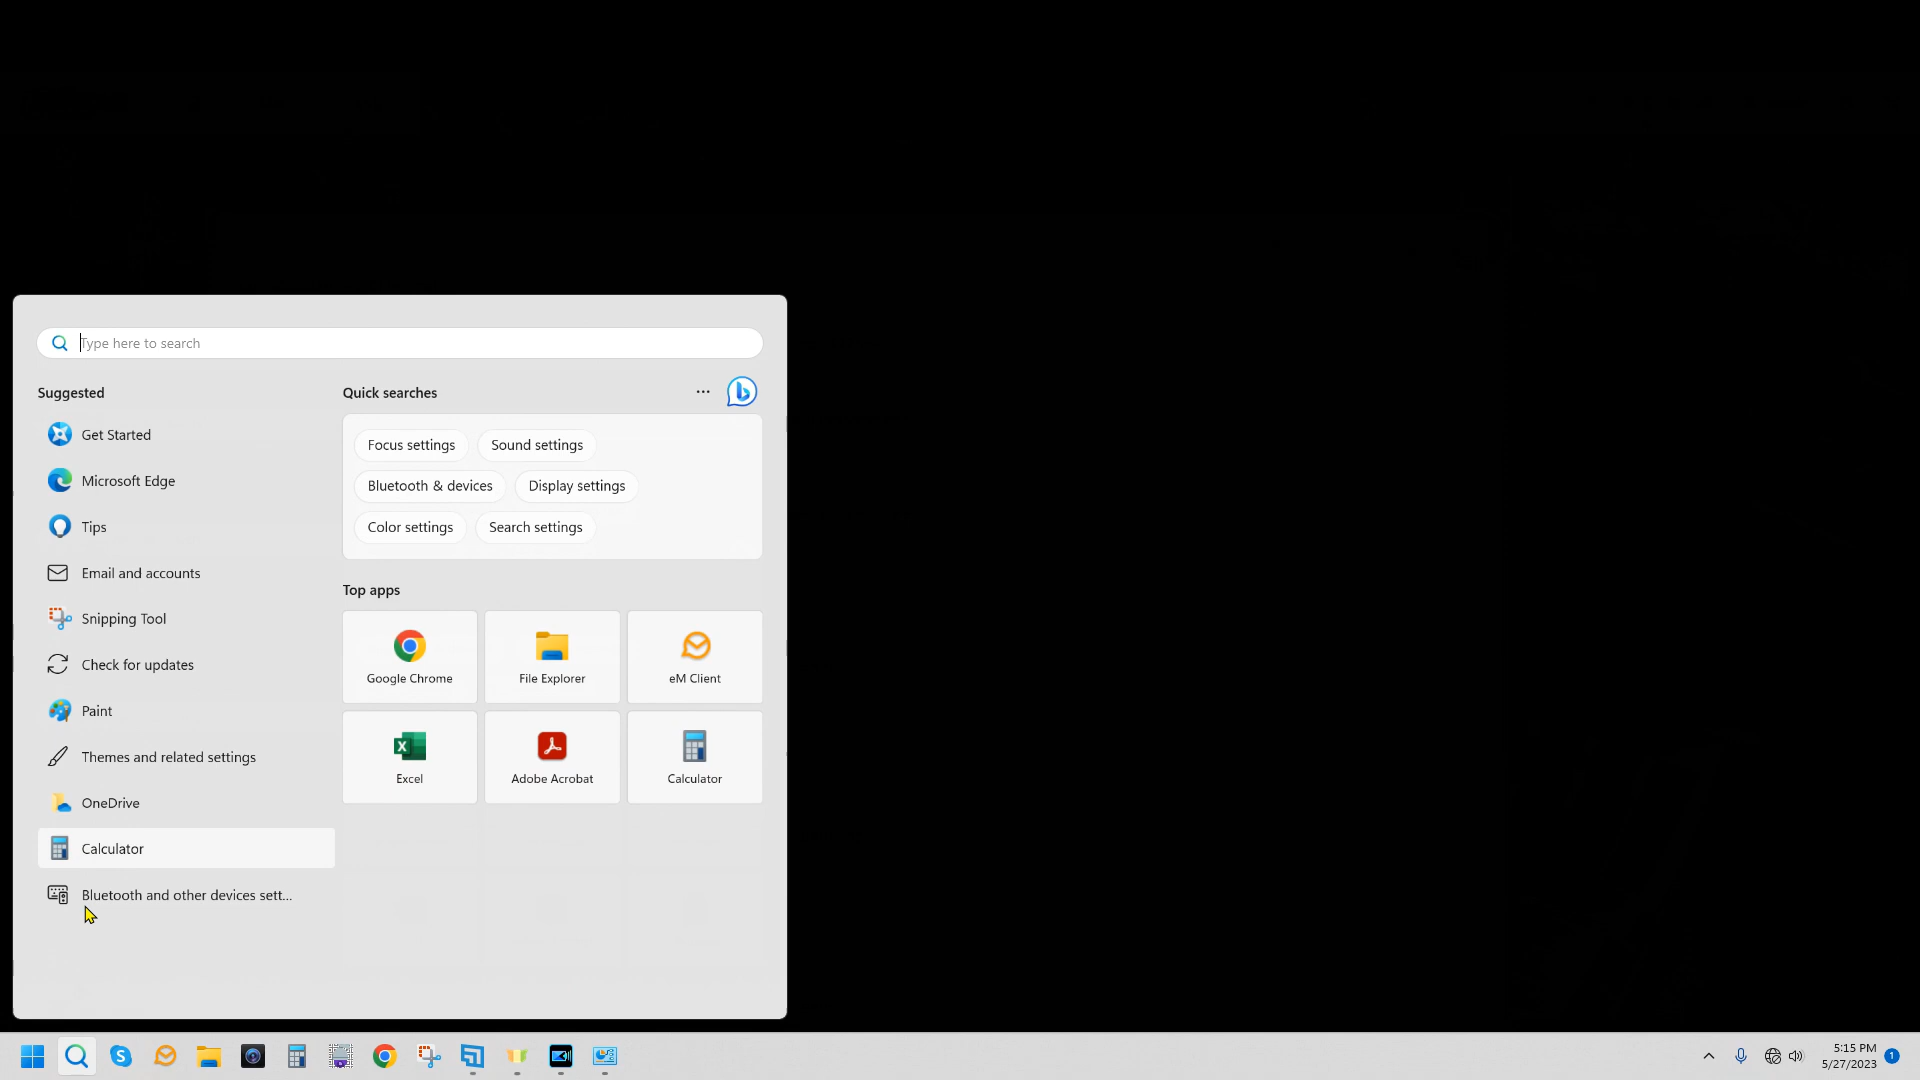 Type here to search
Suggested
Get Started
Microsoft Edge
Tips
Email and accounts
Snipping Tool
Check for updates
Paint
Themes and related settings
OneDrive
Calculator
Bluetooth and other devices sett...
Quick searches
Focus settings
Sound settings
Bluetooth & devices
Display settings
Color settings
Search settings
Top apps
Google Chrome
File Explorer
eM Client
Excel
Adobe Acrobat
Calculator
5:15 PM
5/27/2023
1